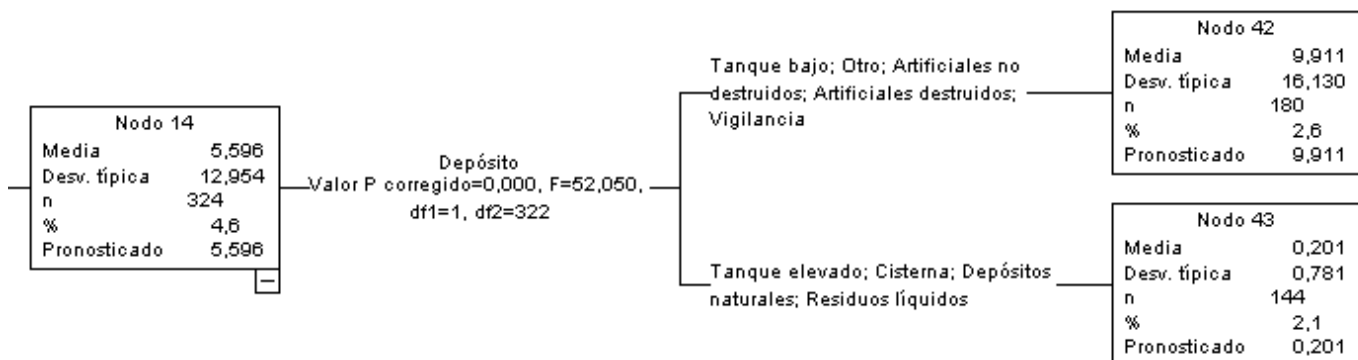 Nodo 14
Media 5,596
Desv. típica 12,954
n 324
% 4,6
Pronosticado 5,596
Depósito
Valor P corregido=0,000, F=52,050,
df1=1, df2=322
Tanque bajo; Otro; Artificiales no
destruidos; Artificiales destruidos;
Vigilancia
Nodo 42
Media 9,911
Desv. típica 16,130
n 180
% 2,6
Pronosticado 9,911
Tanque elevado; Cisterna; Depósitos
naturales; Residuos líquidos
Nodo 43
Media 0,201
Desv. típica 0,781
n 144
% 2,1
Pronosticado 0,201